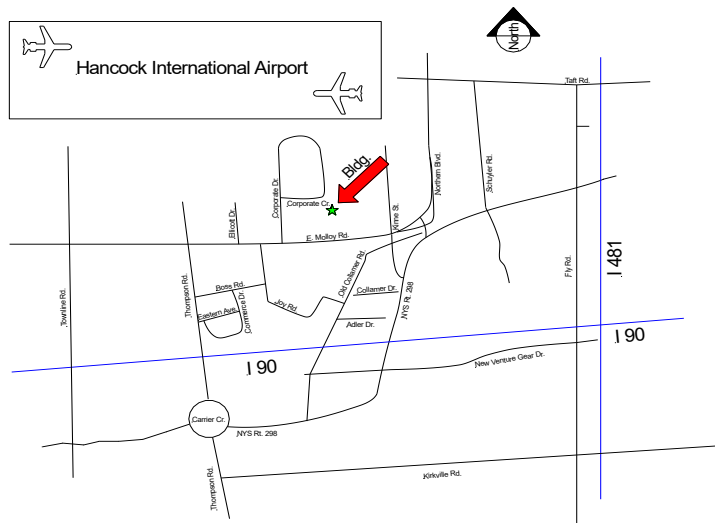 North
Hancock International Airport
Taft Rd.
Bldg.
Schuyler Rd.
Northern Blvd.
Corporate Dr.
Corporate Cr.
Kinne St.
Ellicott Dr.
E. Molloy Rd.
I 481
Fly Rd.
Old Collamer Rd.
Thompson Rd.
Townline Rd.
Boss Rd.
Collamer Dr.
NYS Rt. 298
Joy Rd.
Commerce Dr.
Eastern Ave.
Adler Dr.
I 90
I 90
New Venture Gear Dr.
Carrier Cr.
NYS Rt. 298
Thompson Rd.
Kirkville Rd.